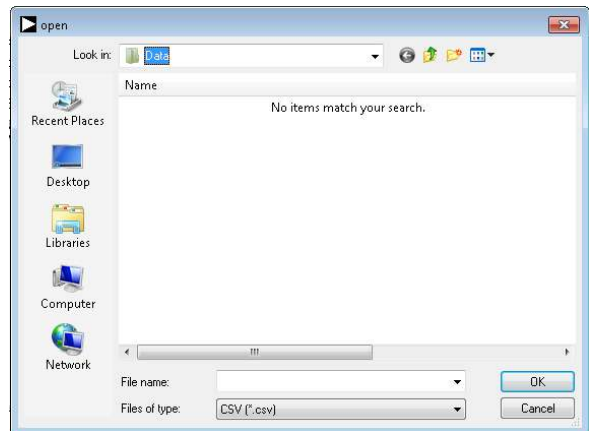 open
Look in:
Data
Name
No items match your search.
Recent Places
Desktop
Libraries
Computer
Network
File name:
OK
Files of type:
CSV (*.csv)
Cancel